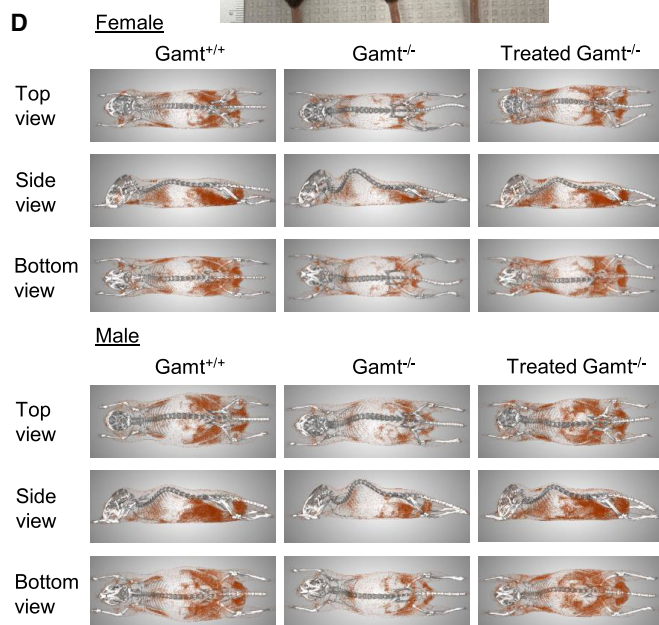 D
Female
Gamt+/+ Gamt-/- Treated Gamt-/-
Top
view
Side
view
Bottom
view
Male
Gamt+/+ Gamt-/- Treated Gamt-/-
Top
view
Side
view
Bottom
view